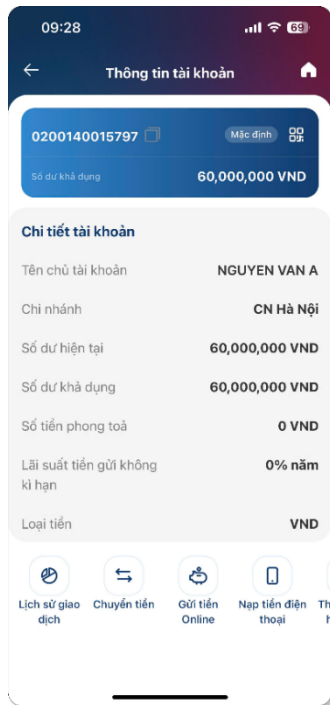 09:28
69
Thông tin tài khoản
0200140015797
Mặc định
Số dư khả dụng
60,000,000 VND
Chi tiết tài khoản
Tên chủ tài khoản
NGUYEN VAN A
Chi nhánh
CN Hà Nội
Số dư hiện tại
60,000,000 VND
Số dư khả dụng
60,000,000 VND
Số tiền phong toả
0 VND
Lãi suất tiền gửi không
kì hạn
0% năm
Loại tiền
VND
Lịch sử giao
dịch
Chuyển tiền
Gửi tiền
Online
Nạp tiền điện
thoại